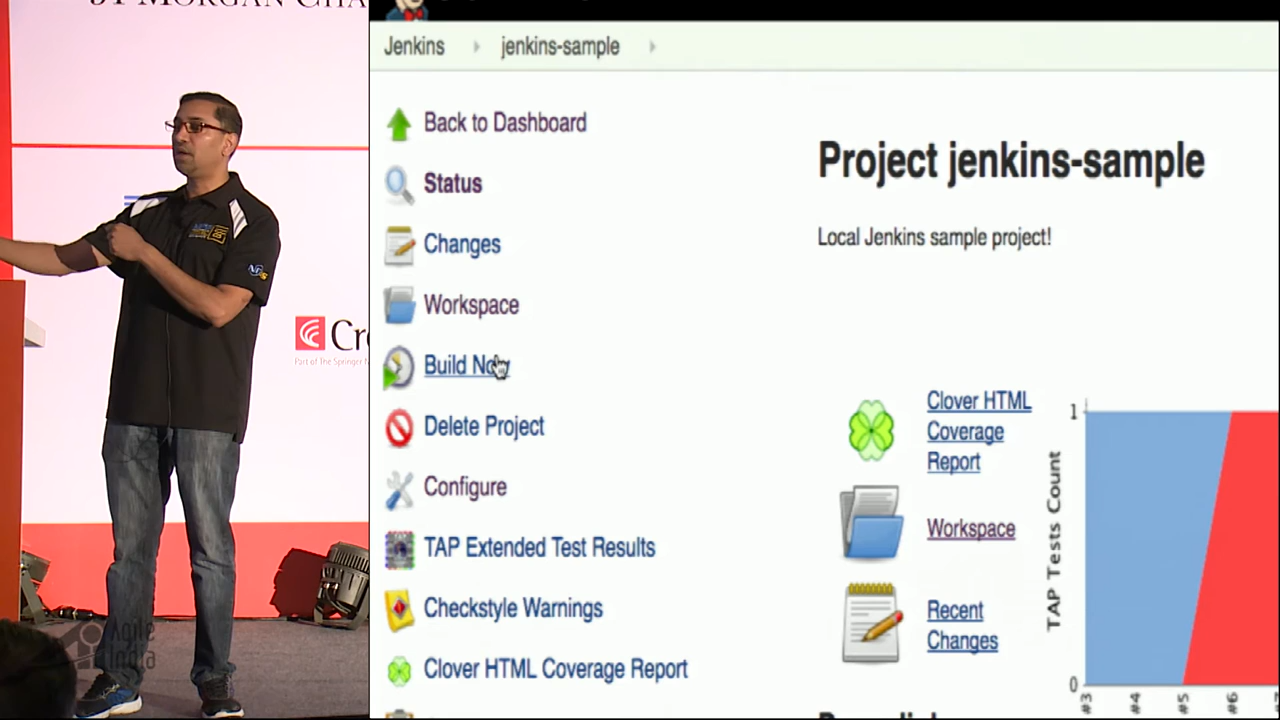 Jenkins
jenkins-sample
Back to Dashboard
Status
Changes
Workspace
Build Now
Delete Project
Configure
TAP Extended Test Results
Checkstyle Warnings
Clover HTML Coverage Report
Project jenkins-sample
Local Jenkins sample project!
Clover HTML
Coverage
Report
Workspace
Recent
Changes
TAP Tests Count
1
0
#3
#4
#5
#6
Agile
India